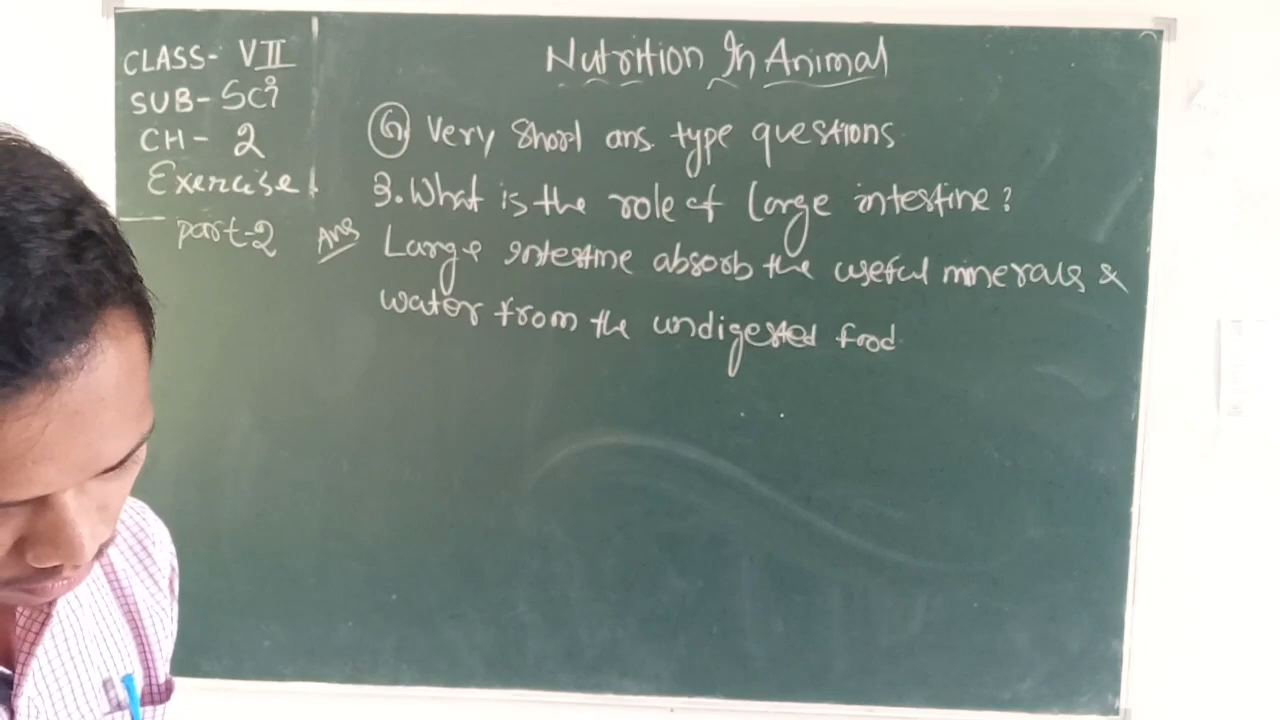 CLASS- VII
SUB- Sci
CH- 2
Exercise
part-2
Nutrition In Animal
G Very Short ans. type questions
3. What is the role of Large intestine?
Ans Large intestine absorb the useful minerals &
water from the undigested food